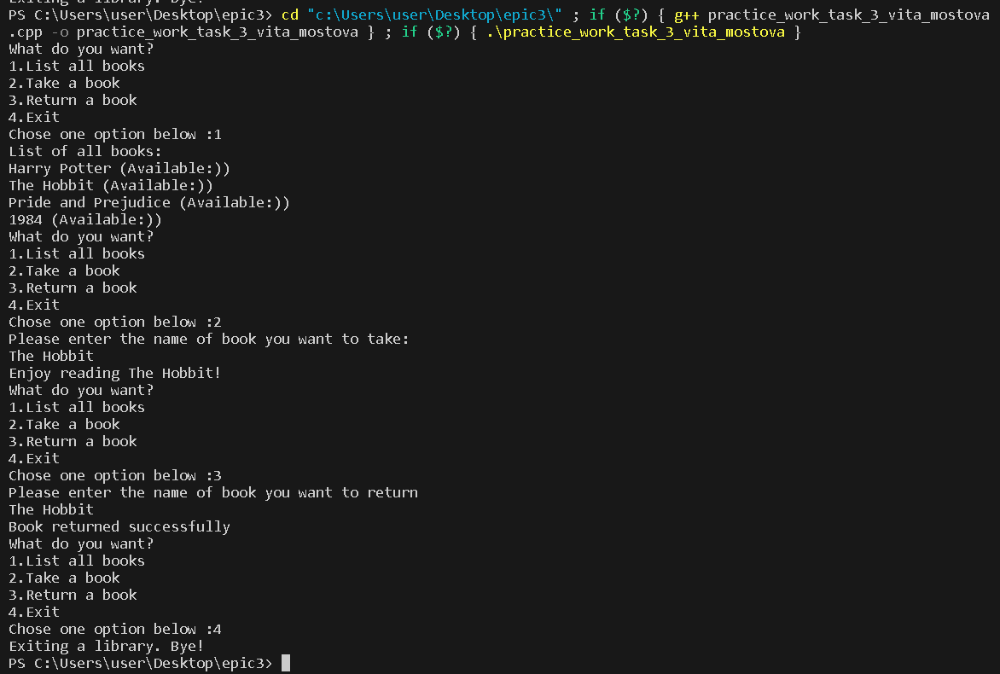 Exiting a library. Bye!
PS C:\Users\user\Desktop\epic3> cd "c:\Users\user\Desktop\epic3\" ; if ($?) { g++ practice_work_task_3_vita_mostova
.cpp -o practice_work_task_3_vita_mostova } ; if ($?) { .\practice_work_task_3_vita_mostova }
What do you want?
1.List all books
2.Take a book
3.Return a book
4.Exit
Chose one option below :1
List of all books:
Harry Potter (Available:))
The Hobbit (Available:))
Pride and Prejudice (Available:))
1984 (Available:))
What do you want?
1.List all books
2.Take a book
3.Return a book
4.Exit
Chose one option below :2
Please enter the name of book you want to take:
The Hobbit
Enjoy reading The Hobbit!
What do you want?
1.List all books
2.Take a book
3.Return a book
4.Exit
Chose one option below :3
Please enter the name of book you want to return
The Hobbit
Book returned successfully
What do you want?
1.List all books
2.Take a book
3.Return a book
4.Exit
Chose one option below :4
Exiting a library. Bye!
PS C:\Users\user\Desktop\epic3>